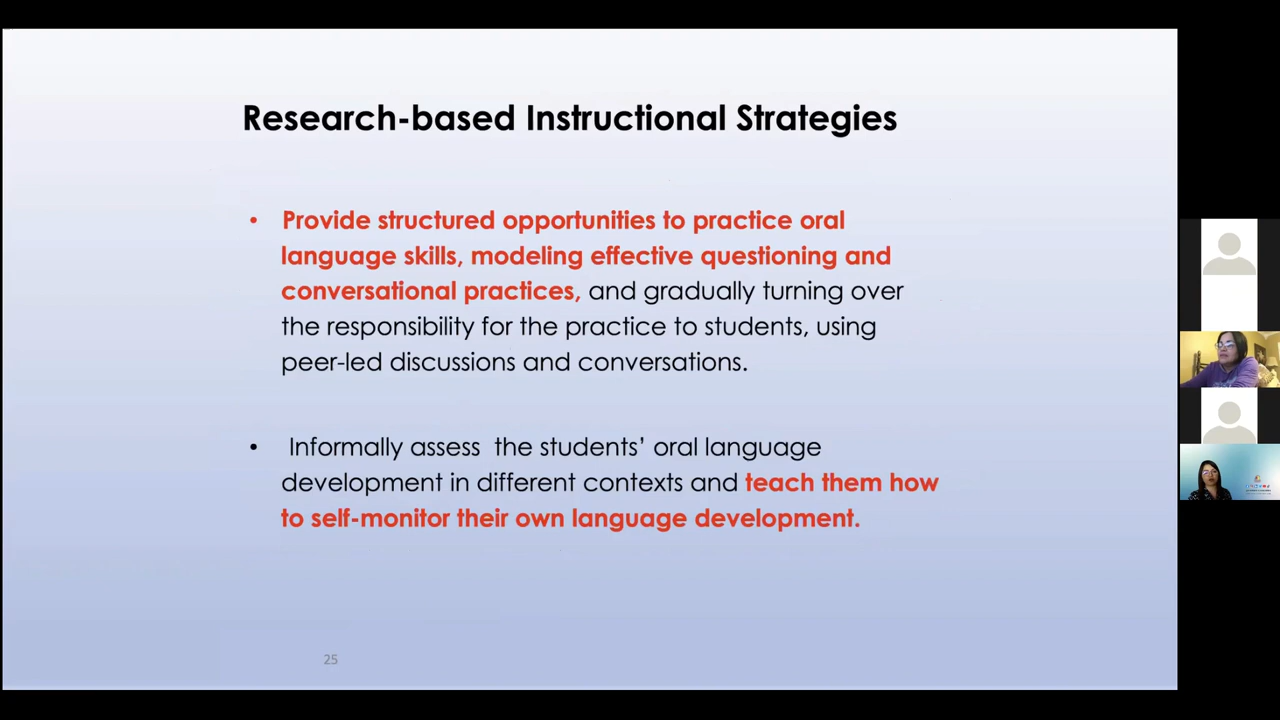 Research-based Instructional Strategies
• Provide structured opportunities to practice oral
language skills, modeling effective questioning and
conversational practices, and gradually turning over
the responsibility for the practice to students, using
peer-led discussions and conversations.
• Informally assess the students’ oral language
development in different contexts and teach them how
to self-monitor their own language development.
25